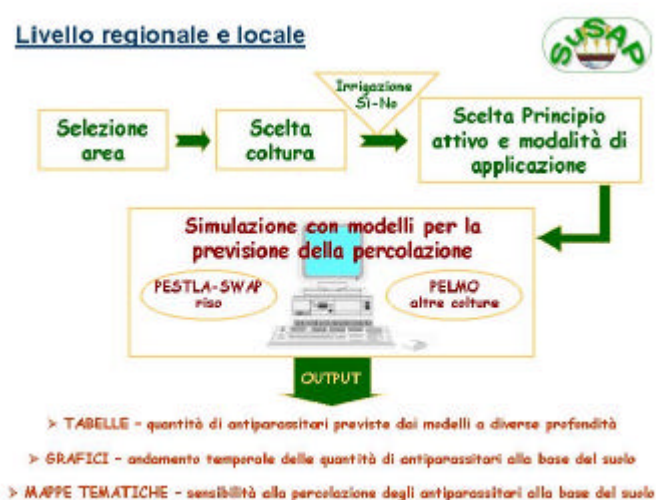 Livello regionale e locale
SuSAP
Irrigazione
Sì-No
Selezione
area
Scelta
coltura
Scelta Principio
attivo e modalità di
applicazione
Simulazione con modelli per la
previsione della percolazione
PESTLA-SWAP
riso
PELMO
altre colture
OUTPUT
> TABELLE - quantità di antiparassitari previste dai modelli a diverse profondità
> GRAFICI - andamento temporale delle quantità di antiparassitari alla base del suolo
> MAPPE TEMATICHE - sensibilità alla percolazione degli antiparassitari alla base del suolo